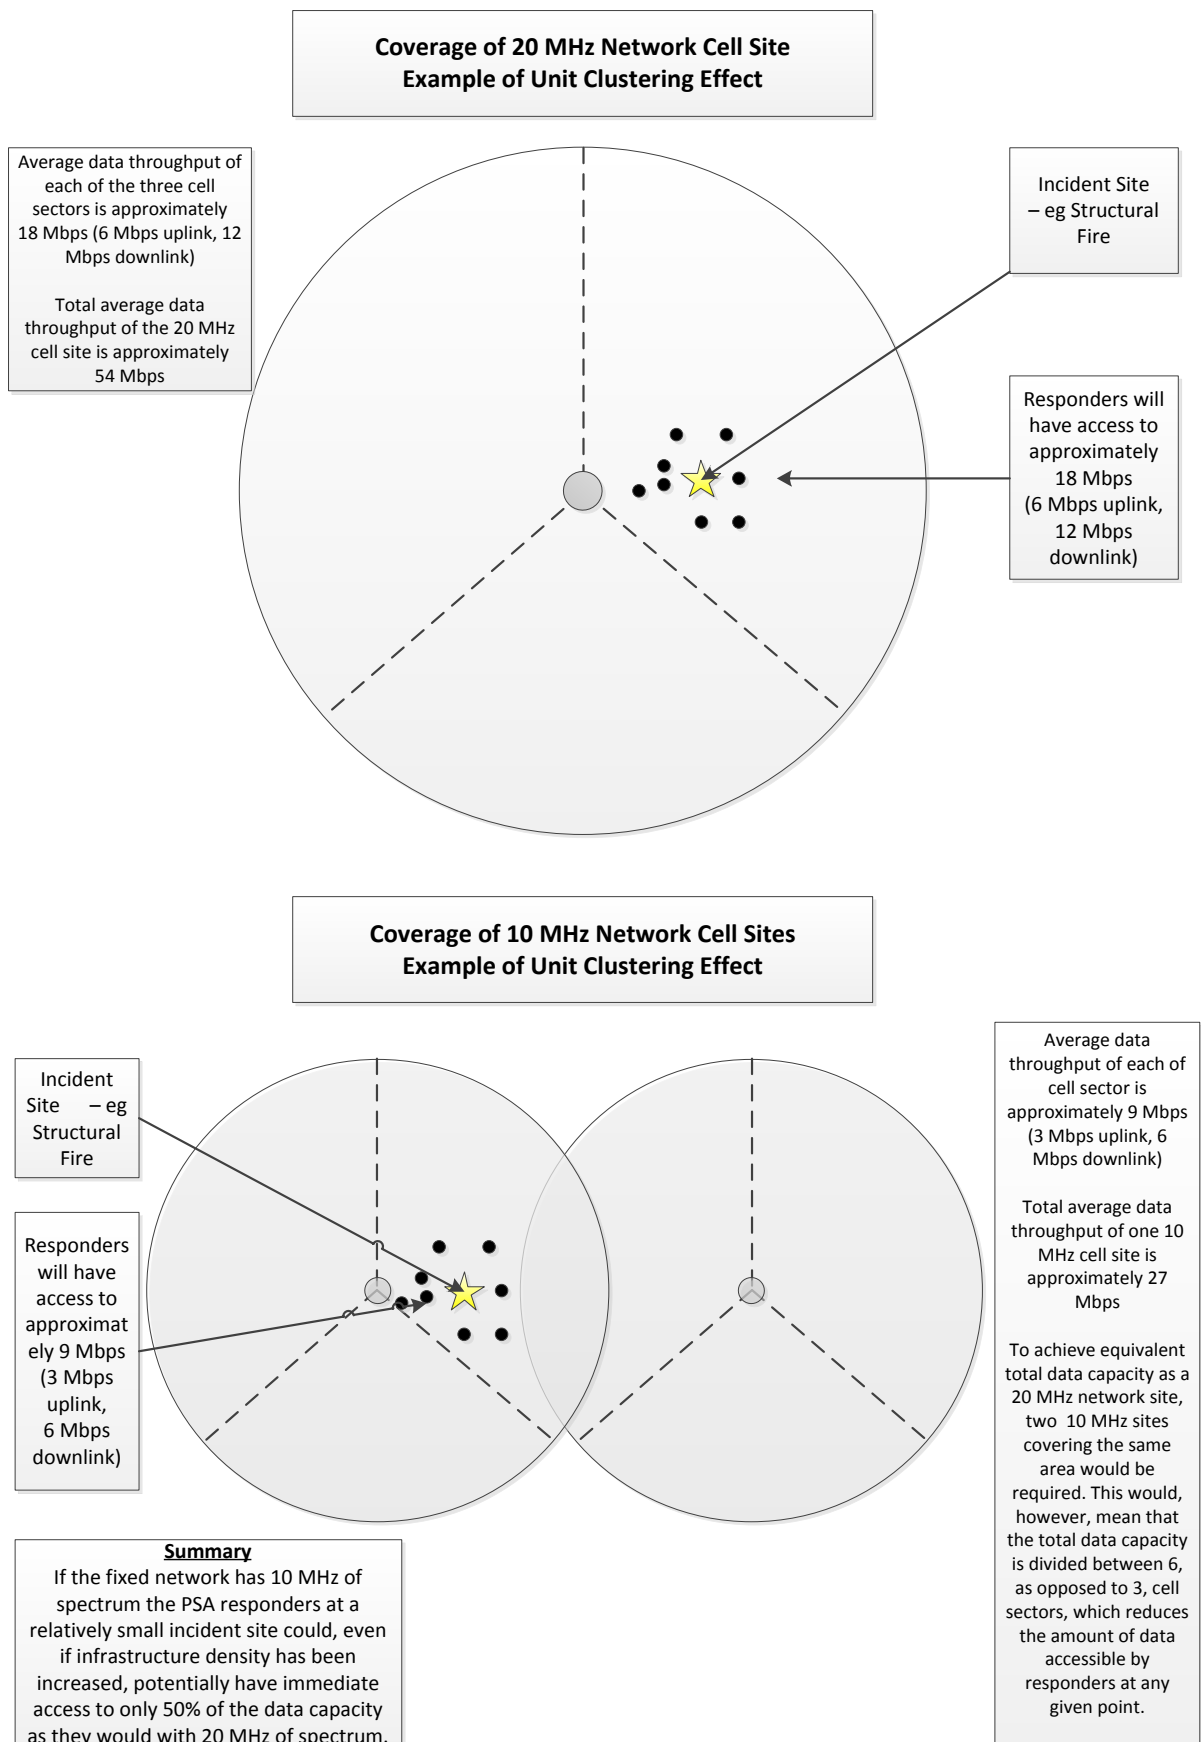 Coverage of 20 MHz Network Cell Site
Example of Unit Clustering Effect
Average data throughput of
each of the three cell
sectors is approximately
18 Mbps (6 Mbps uplink, 12
Mbps downlink)
Total average data
throughput of the 20 MHz
cell site is approximately
54 Mbps
Incident Site
– eg Structural
Fire
Responders will
have access to
approximately
18 Mbps
(6 Mbps uplink,
12 Mbps
downlink)
Coverage of 10 MHz Network Cell Sites
Example of Unit Clustering Effect
Incident
Site – eg
Structural
Fire
Responders
will have
access to
approximat
ely 9 Mbps
(3 Mbps
uplink,
6 Mbps
downlink)
Average data
throughput of each of
cell sector is
approximately 9 Mbps
(3 Mbps uplink, 6
Mbps downlink)
Total average data
throughput of one 10
MHz cell site is
approximately 27
Mbps
To achieve equivalent
total data capacity as a
20 MHz network site,
two 10 MHz sites
covering the same
area would be
required. This would,
however, mean that
the total data capacity
is divided between 6,
as opposed to 3, cell
sectors, which reduces
the amount of data
accessible by
responders at any
given point.
Summary
If the fixed network has 10 MHz of
spectrum the PSA responders at a
relatively small incident site could, even
if infrastructure density has been
increased, potentially have immediate
access to only 50% of the data capacity
as they would with 20 MHz of spectrum.